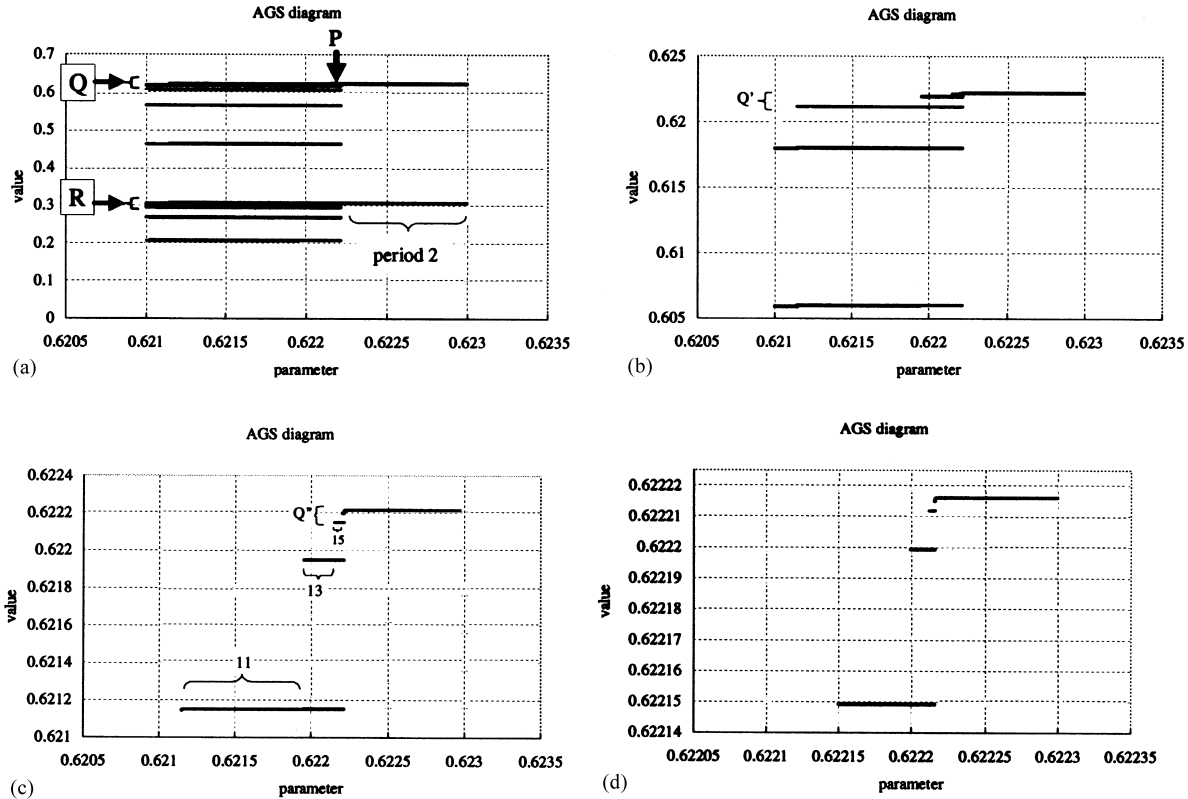 AGS diagram
P
0.7
Q
0.6
0.5
0.4
value
R
0.3
0.2
period 2
0.1
0
0.6205 0.621 0.6215 0.622 0.6225 0.623 0.6235
(a)
parameter
AGS diagram
0.625
Q'
0.62
value
0.615
0.61
0.605
0.6205 0.621 0.6215 0.622 0.6225 0.623 0.6235
(b)
parameter
AGS diagram
0.6224
Q"
0.6222
15
0.622
13
0.6218
value
0.6216
0.6214
11
0.6212
0.621
0.6205 0.621 0.6215 0.622 0.6225 0.623 0.6235
(c)
parameter
AGS diagram
0.62222
0.62221
0.6222
0.62219
value
0.62218
0.62217
0.62216
0.62215
0.62214
0.62205 0.6221 0.62215 0.6222 0.62225 0.6223 0.62235
(d)
parameter